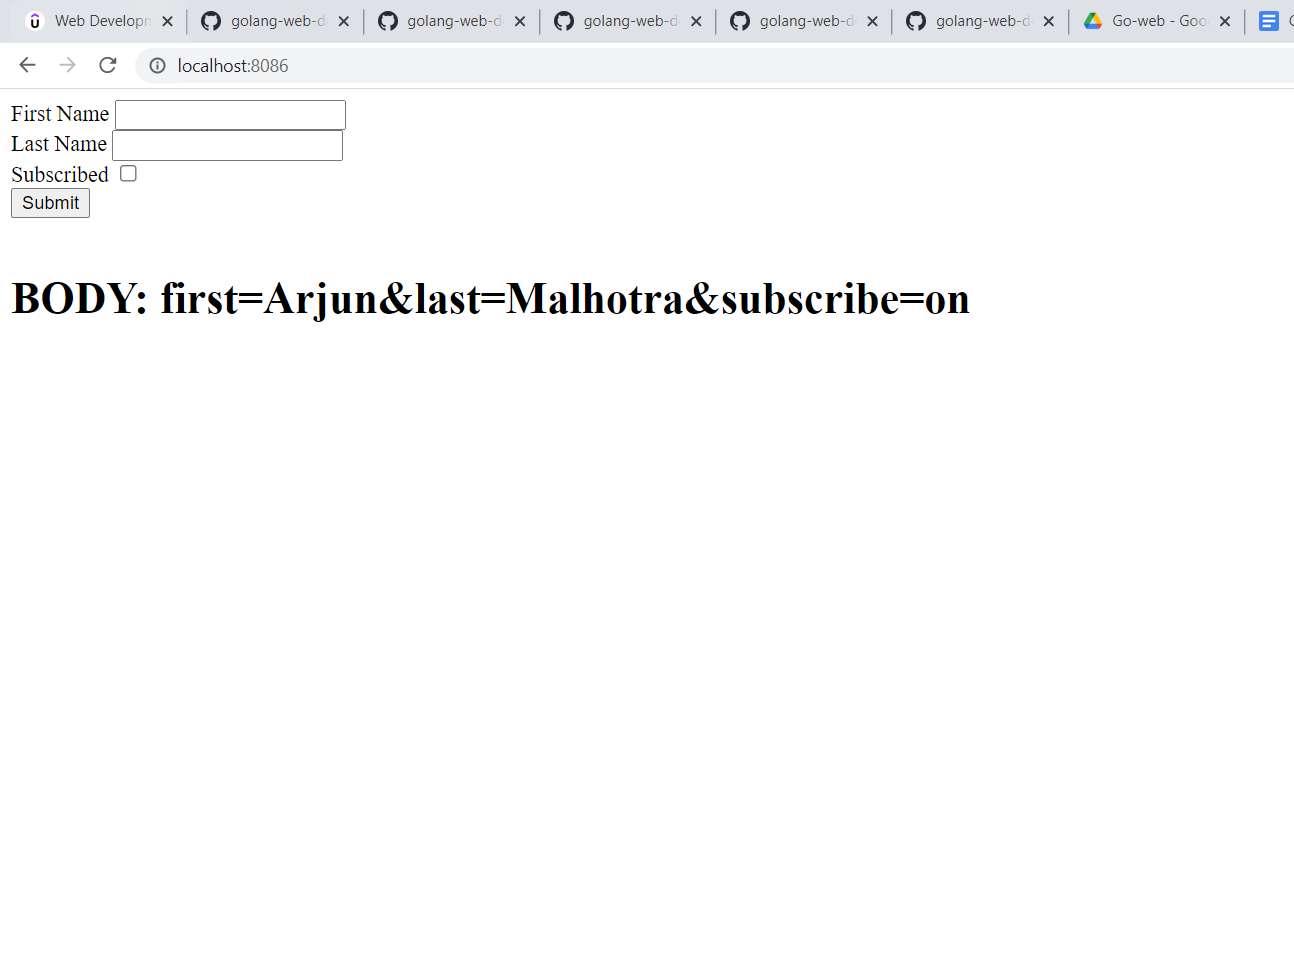 Web Developm golang-web-d golang-web-d golang-web-d golang-web-d golang-web-d Go-web - Goo
localhost:8086
First Name
Last Name
Subscribed
Submit
BODY: first=Arjun&last=Malhotra&subscribe=on